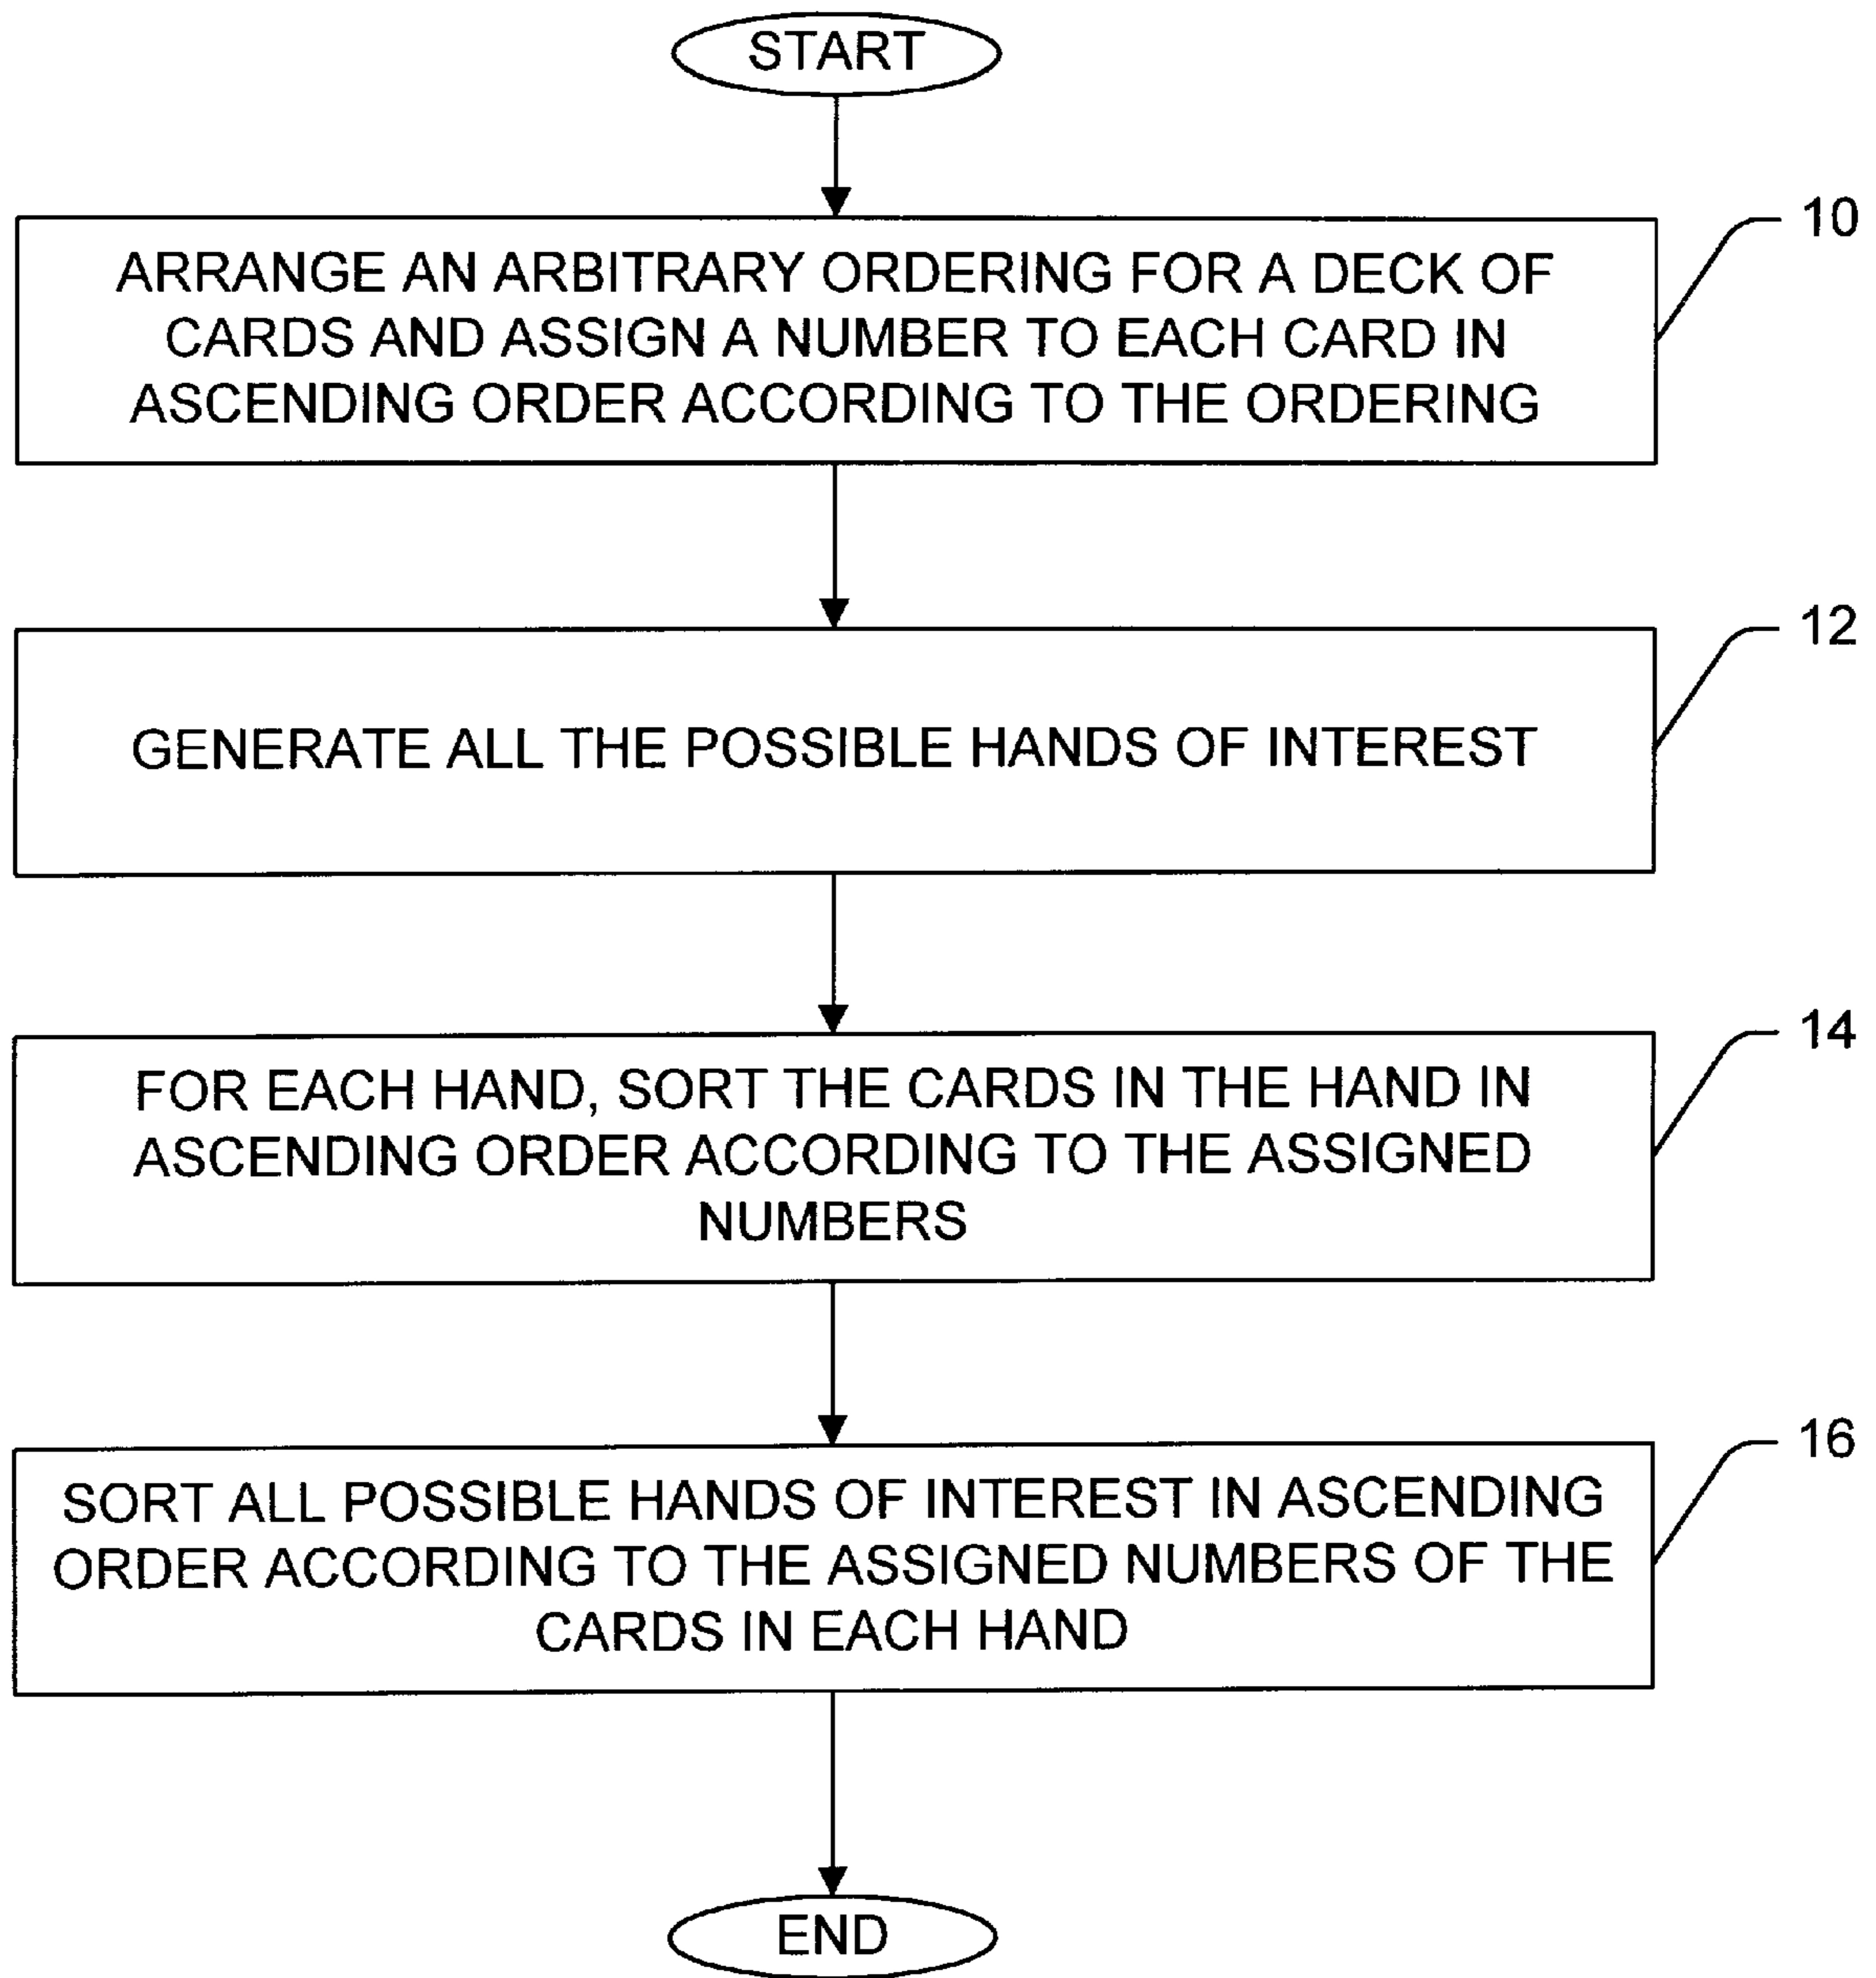 START
10
ARRANGE AN ARBITRARY ORDERING FOR A DECK OF
CARDS AND ASSIGN A NUMBER TO EACH CARD IN
ASCENDING ORDER ACCORDING TO THE ORDERING
12
GENERATE ALL THE POSSIBLE HANDS OF INTEREST
14
FOR EACH HAND, SORT THE CARDS IN THE HAND IN
ASCENDING ORDER ACCORDING TO THE ASSIGNED
NUMBERS
16
SORT ALL POSSIBLE HANDS OF INTEREST IN ASCENDING
ORDER ACCORDING TO THE ASSIGNED NUMBERS OF THE
CARDS IN EACH HAND
END